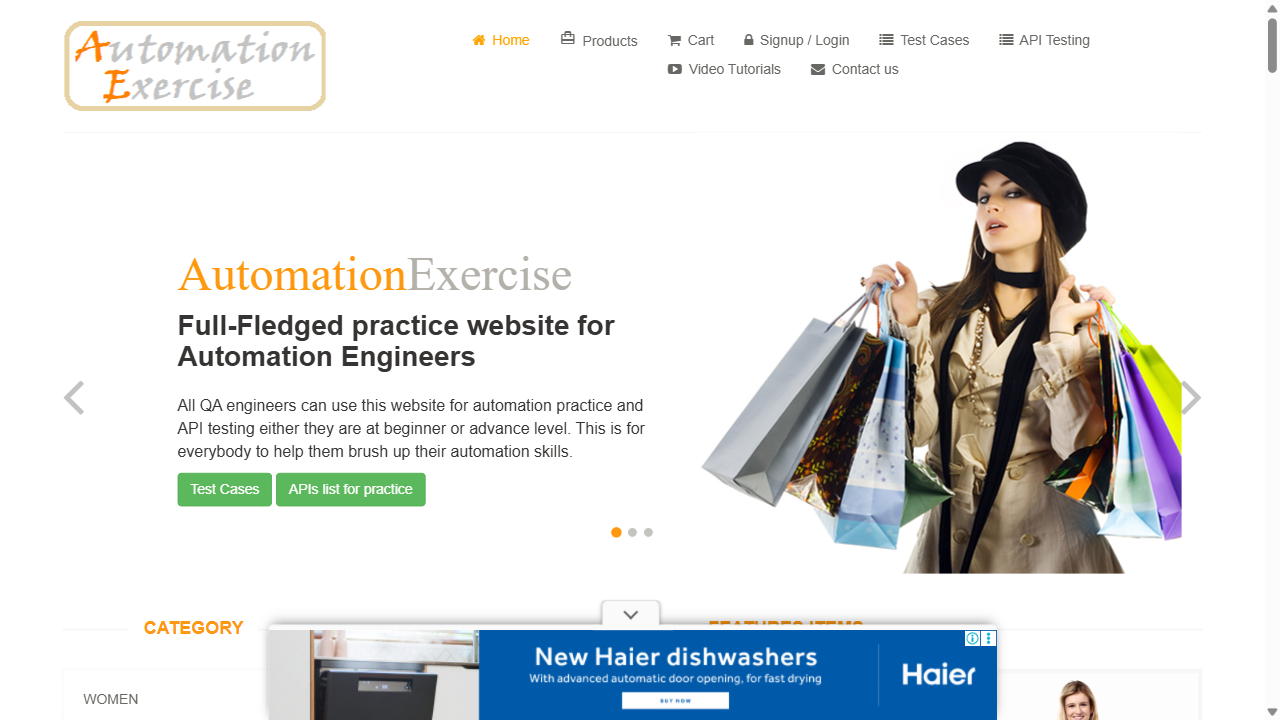 Automation
Exercise
Home
Products
Cart
Signup / Login
Test Cases
API Testing
Video Tutorials
Contact us
AutomationExercise
Full-Fledged practice website for
Automation Engineers
All QA engineers can use this website for automation practice and
API testing either they are at beginner or advance level. This is for
everybody to help them brush up their automation skills.
Test Cases
APIs list for practice
CATEGORY
FEATURES ITEMS
WOMEN
New Haier dishwashers
With advanced automatic door opening, for fast drying
BUY NOW
Haier